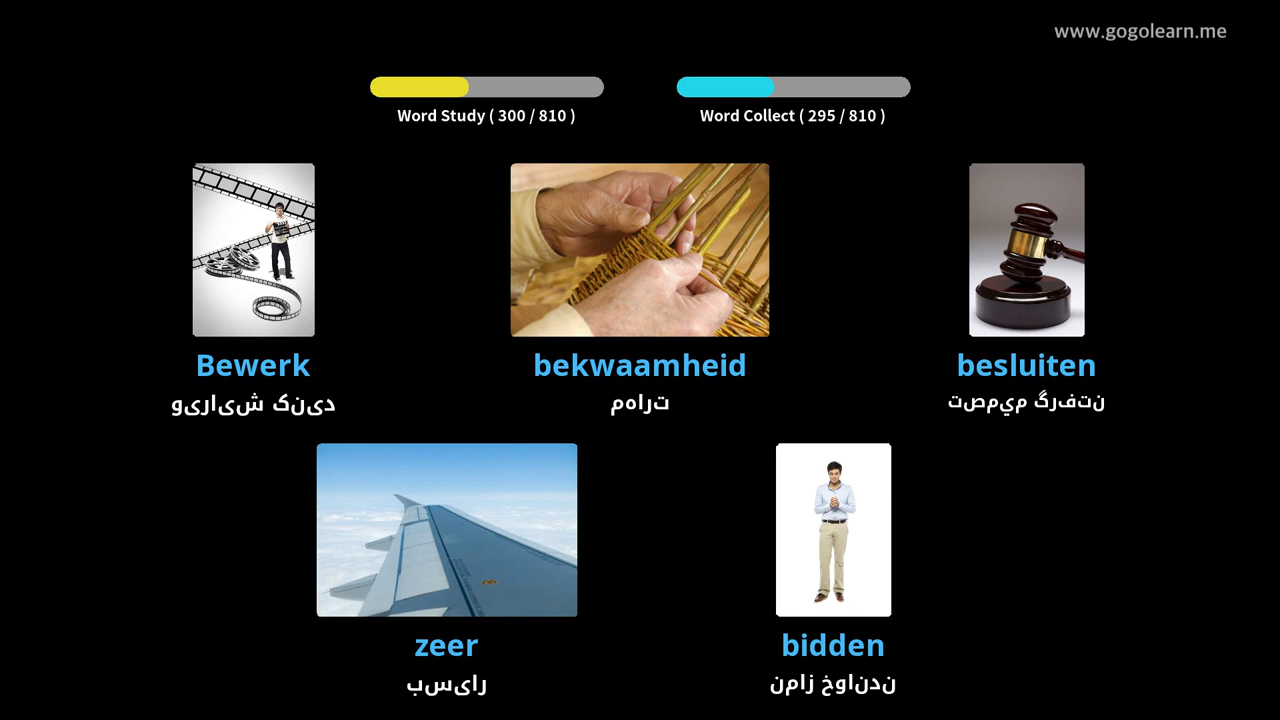 www.gogolearn.me
Word Study ( 300 / 810 )
Word Collect ( 295 / 810 )
Bewerk
ویرایش کنید
bekwaamheid
مهارت
besluiten
تصميم گرفتن
zeer
بسیار
bidden
نماز خواندن